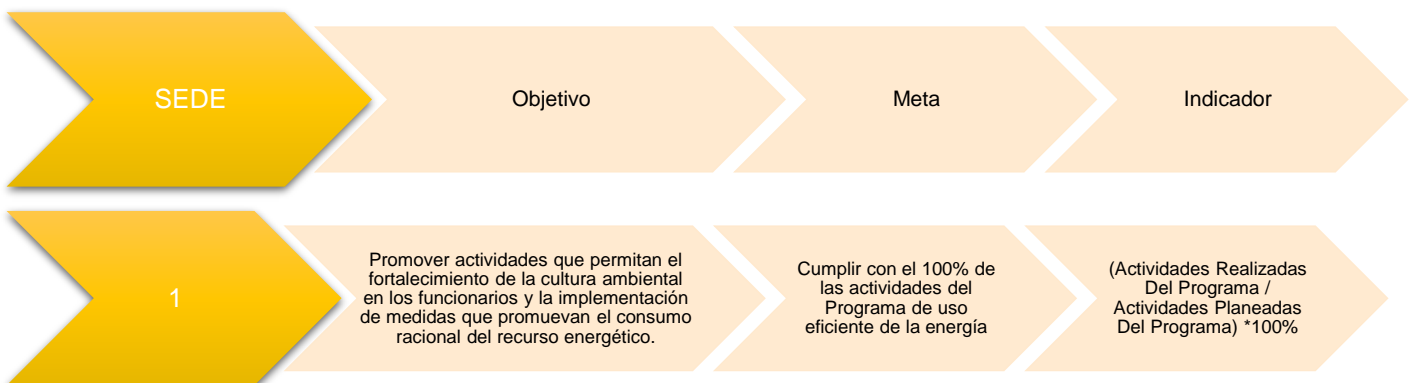 SEDE
Objetivo
Meta
Indicador
1
Promover actividades que permitan el
fortalecimiento de la cultura ambiental
en los funcionarios y la implementación
de medidas que promuevan el consumo
racional del recurso energético.
Cumplir con el 100% de
las actividades del
Programa de uso
eficiente de la energía
(Actividades Realizadas
Del Programa /
Actividades Planeadas
Del Programa) *100%